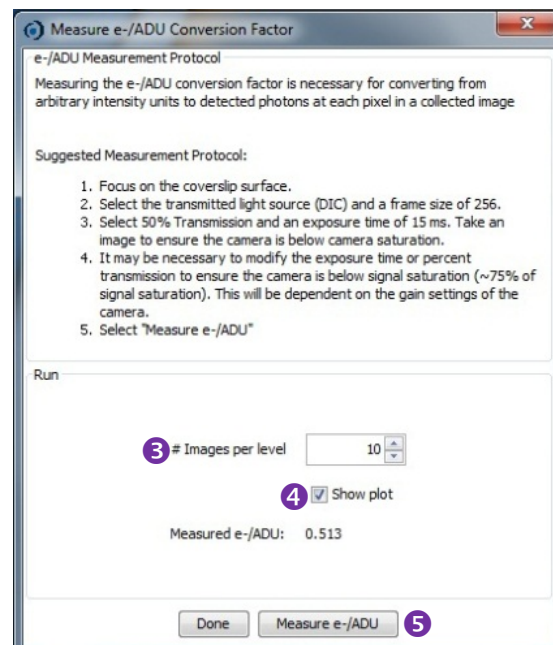 Measure e-/ADU Conversion Factor
e-/ADU Measurement Protocol
Measuring the e-/ADU conversion factor is necessary for converting from
arbitrary intensity units to detected photons at each pixel in a collected image
Suggested Measurement Protocol:
1. Focus on the coverslip surface.
2. Select the transmitted light source (DIC) and a frame size of 256.
3. Select 50% Transmission and an exposure time of 15 ms. Take an
image to ensure the camera is below camera saturation.
4. It may be necessary to modify the exposure time or percent
transmission to ensure the camera is below signal saturation (~75% of
signal saturation). This will be dependent on the gain settings of the
camera.
5. Select "Measure e-/ADU"
Run
3 # Images per level 10
4 Show plot
Measured e-/ADU: 0.513
Done Measure e-/ADU 5